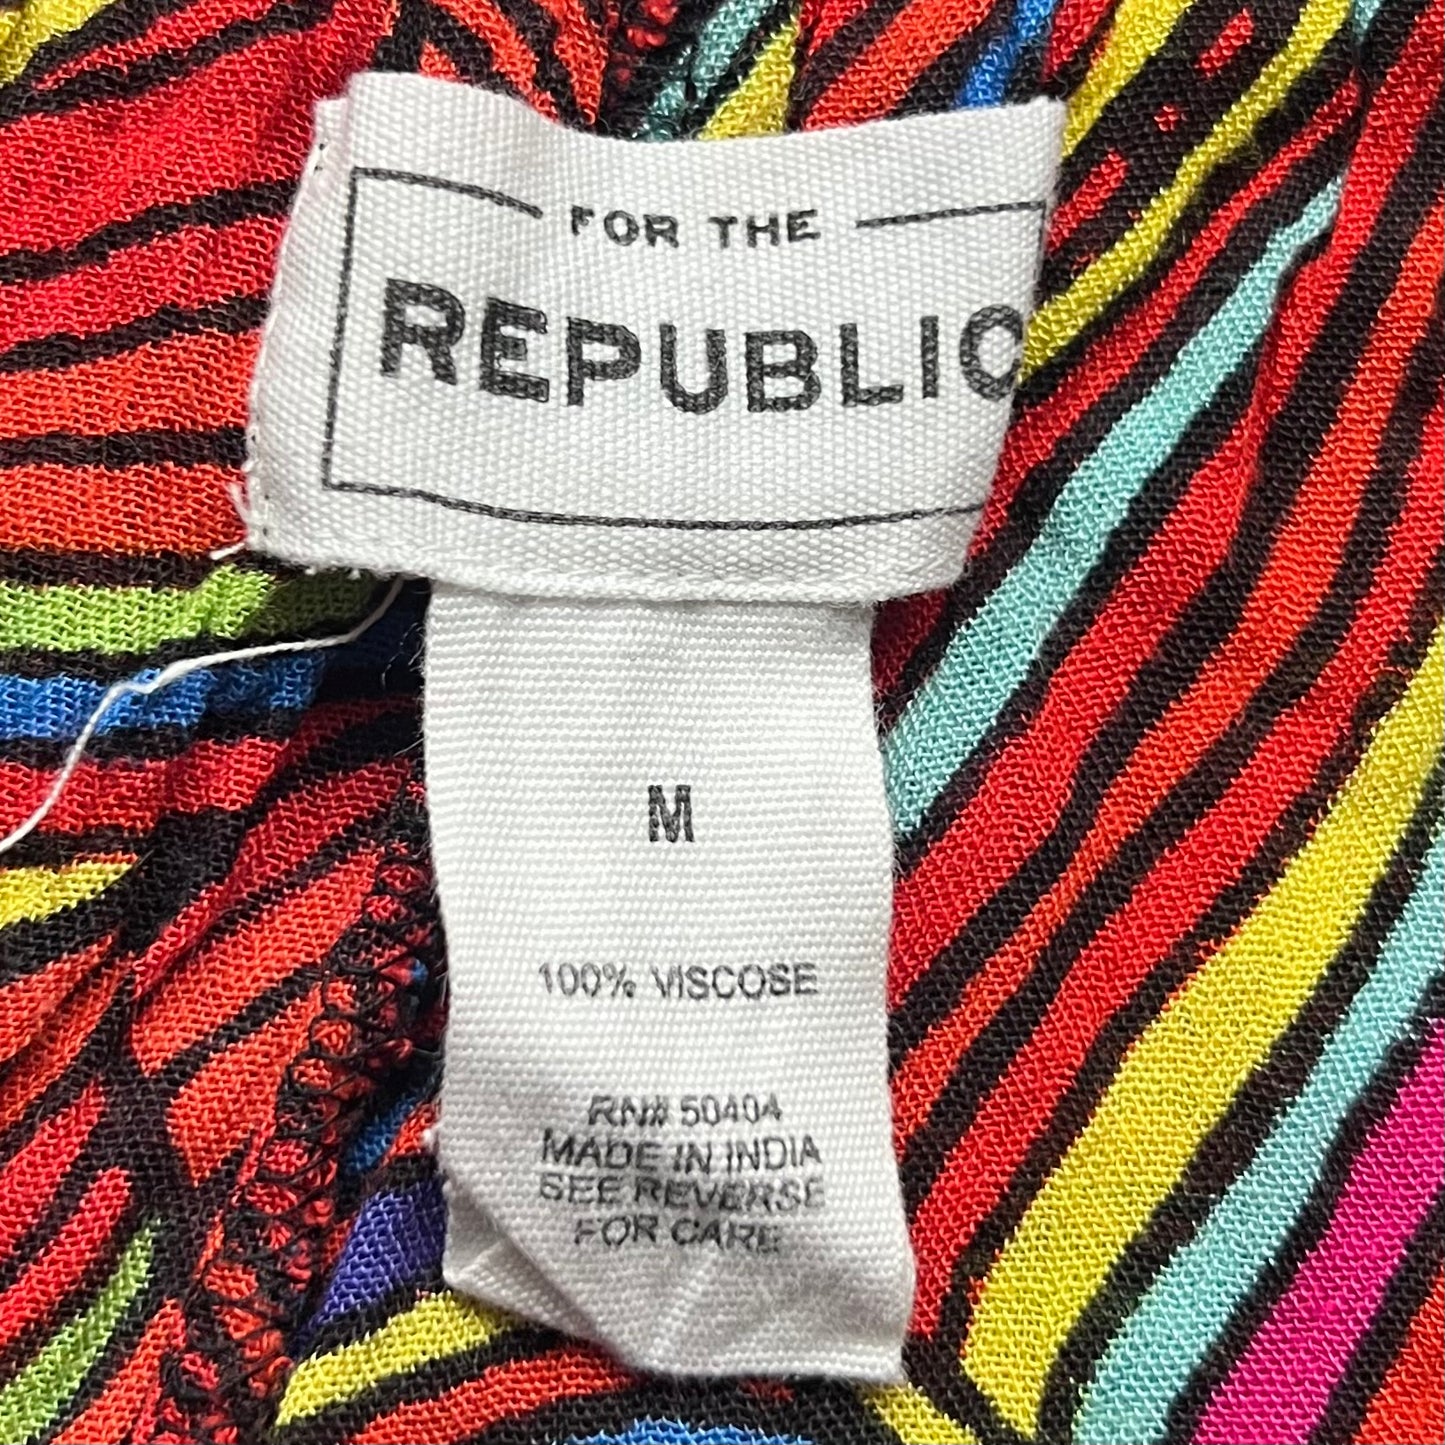 FOR THE
REPUBLIC
M
100% VISCOSE
RN# 50404
MADE IN INDIA
SEE REVERSE
FOR CARE